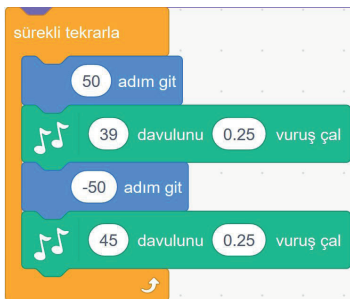 sürekli tekrarla
50 adım git
39 davulunu 0.25 vuruş çal
-50 adım git
45 davulunu 0.25 vuruş çal